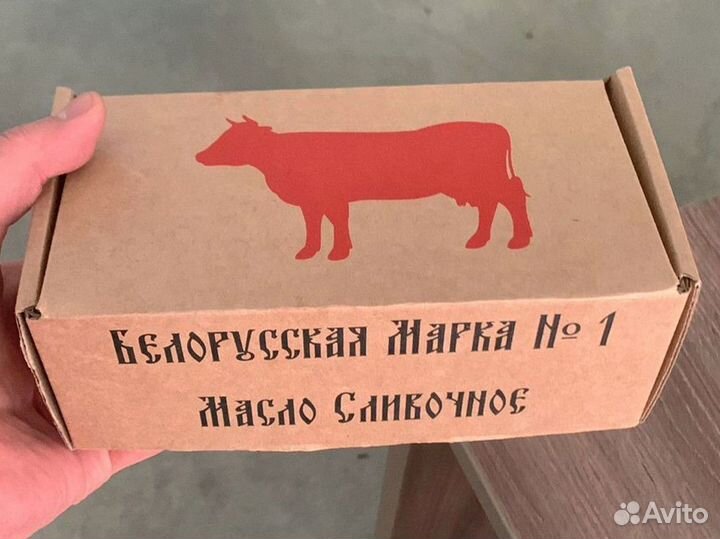 Белорусская Марка № 1
Масло Сливочное
Avito